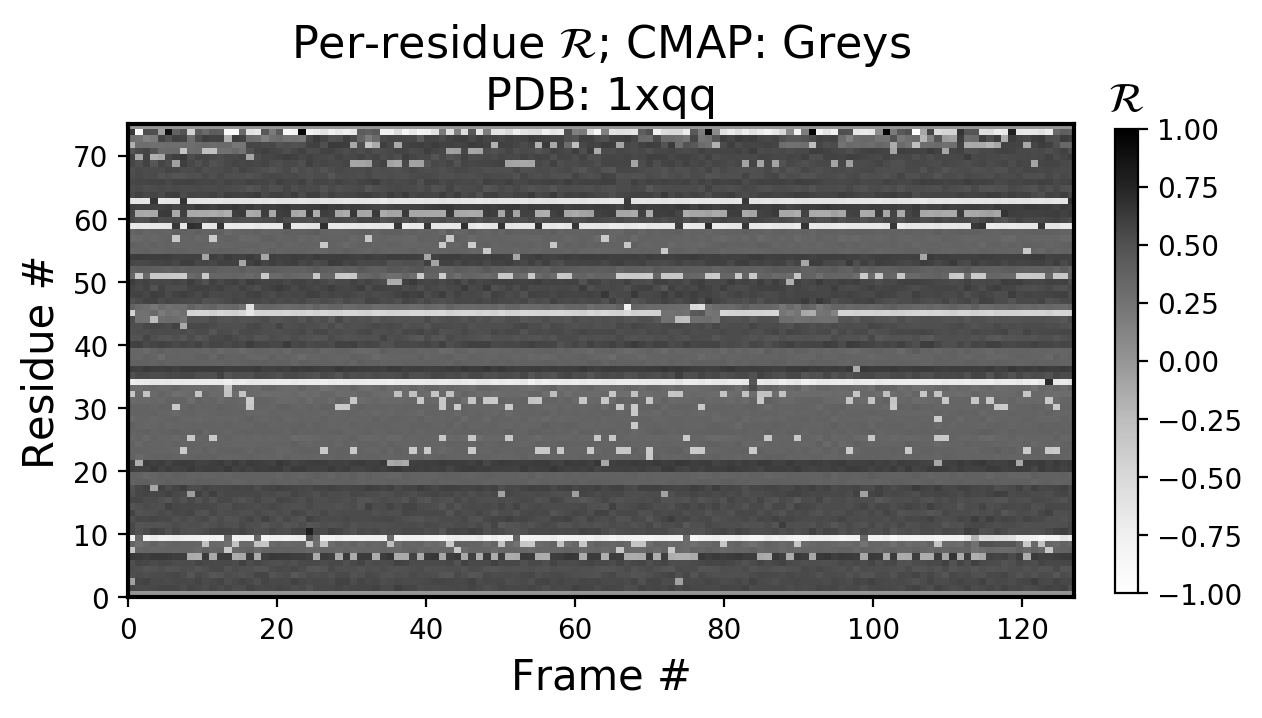 Per-residue ℛ; CMAP: Greys
PDB: 1xqq
ℛ
Residue #
70
60
50
40
30
20
10
0
0 20 40 60 80 100 120
Frame #
1.00
0.75
0.50
0.25
0.00
−0.25
−0.50
−0.75
−1.00